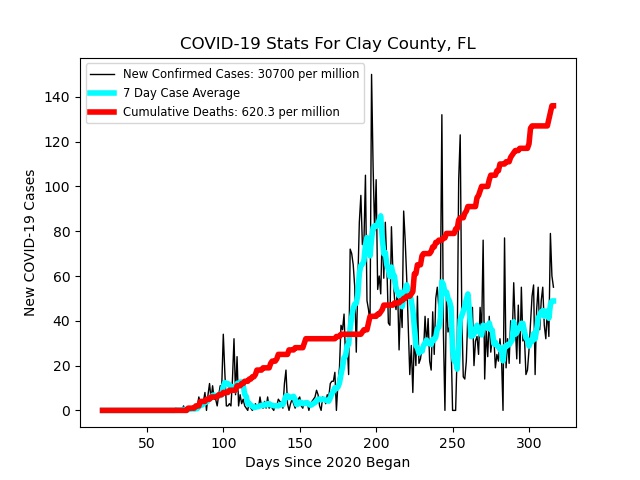 COVID-19 Stats For Clay County, FL
New Confirmed Cases: 30700 per million
7 Day Case Average
Cumulative Deaths: 620.3 per million
New COVID-19 Cases
140
120
100
80
60
40
20
0
50 100 150 200 250 300
Days Since 2020 Began